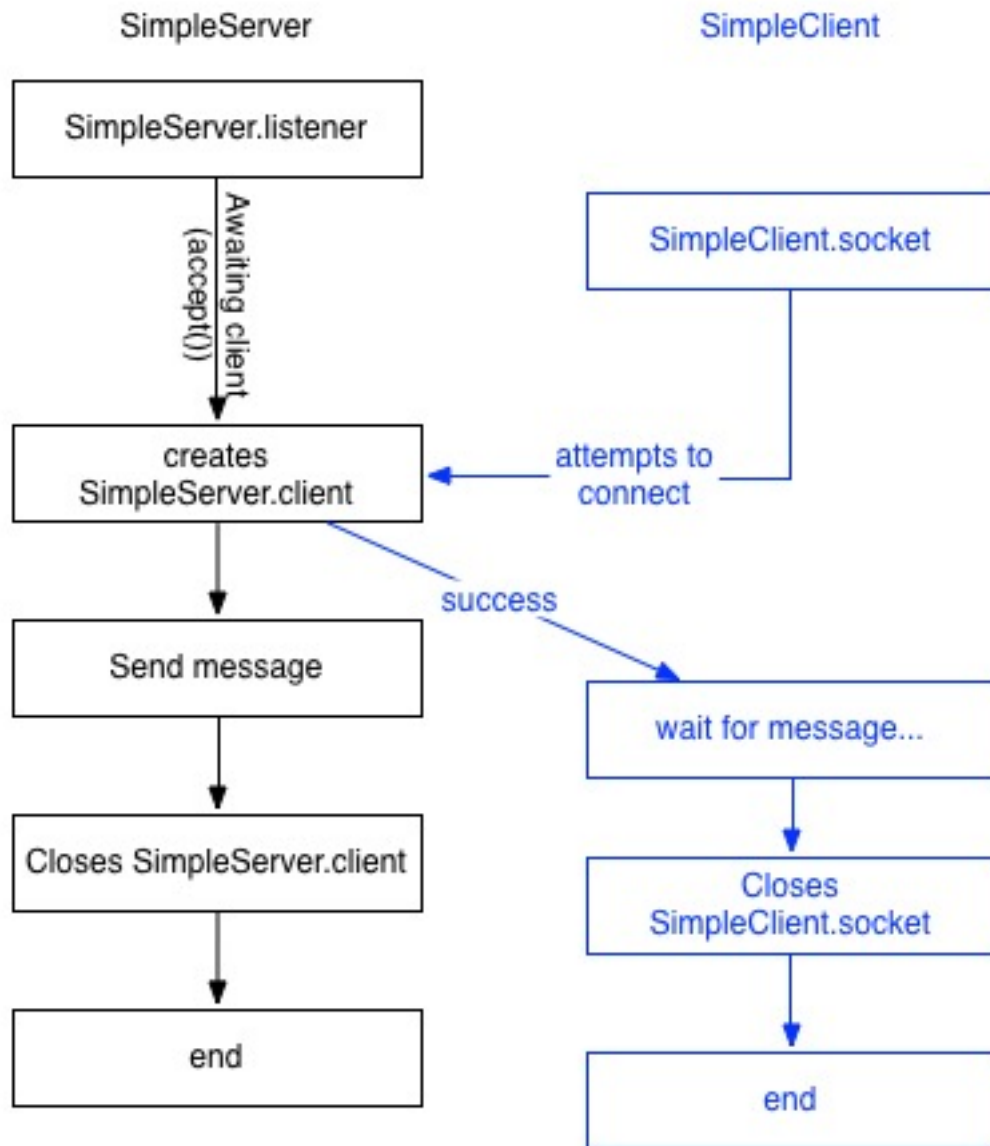 SimpleServer
SimpleClient
SimpleServer.listener
Awaiting client
(accept())
SimpleClient.socket
creates
SimpleServer.client
attempts to
connect
success
Send message
wait for message...
Closes SimpleServer.client
Closes
SimpleClient.socket
end
end